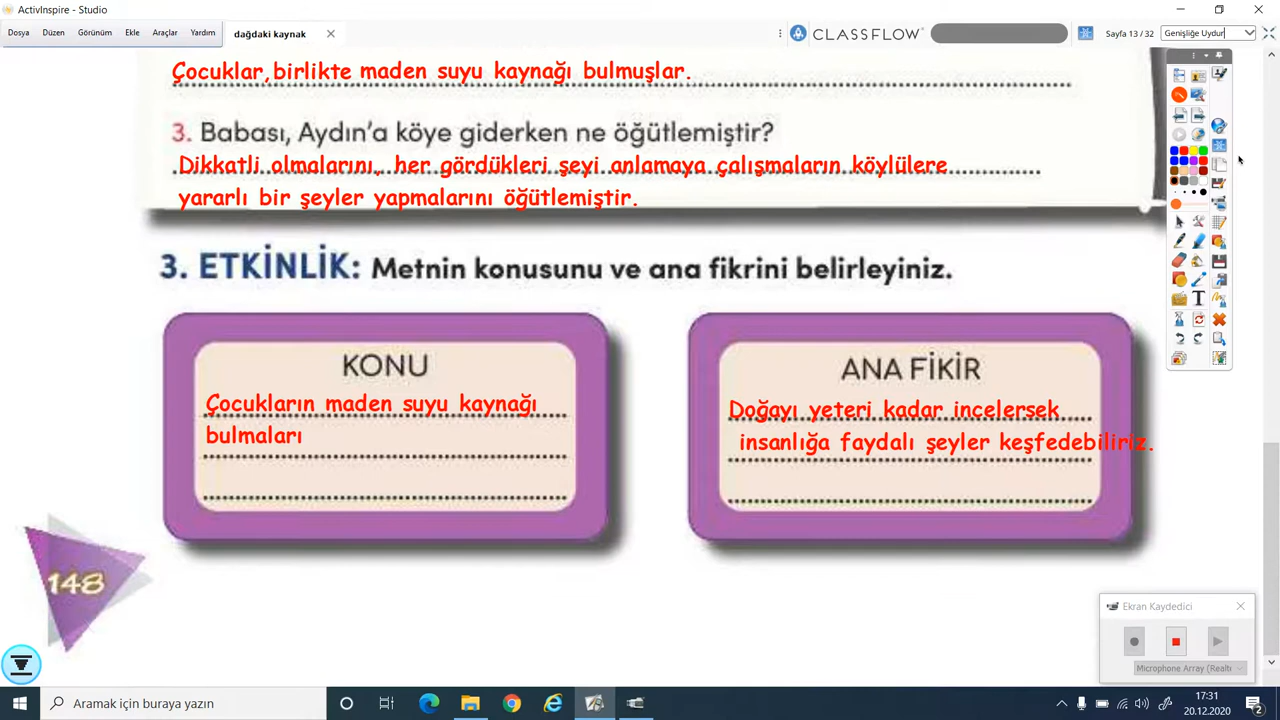 ActivInspire - Studio
Dosya Düzen Görünüm Ekle Araçlar Yardım
dağdaki kaynak
CLASSFLOW
Sayfa 13 / 32
Genişliğe Uydur
Çocuklar,birlikte maden suyu kaynağı bulmuşlar.
3. Babası, Aydın'a köye giderken ne öğütlemiştir?
Dikkatli olmalarını, her gördükleri şeyi anlamaya çalışmaların köylülere
yararlı bir şeyler yapmalarını öğütlemiştir.
3. ETKİNLİK: Metnin konusunu ve ana fikrini belirleyiniz.
KONU
Çocukların maden suyu kaynağı
bulmaları
ANA FİKİR
Doğayı yeteri kadar incelersek
insanlığa faydalı şeyler keşfedebiliriz.
148
Ekran Kaydedici
Microphone Array (Realte
Aramak için buraya yazın
17:31
20.12.2020
2